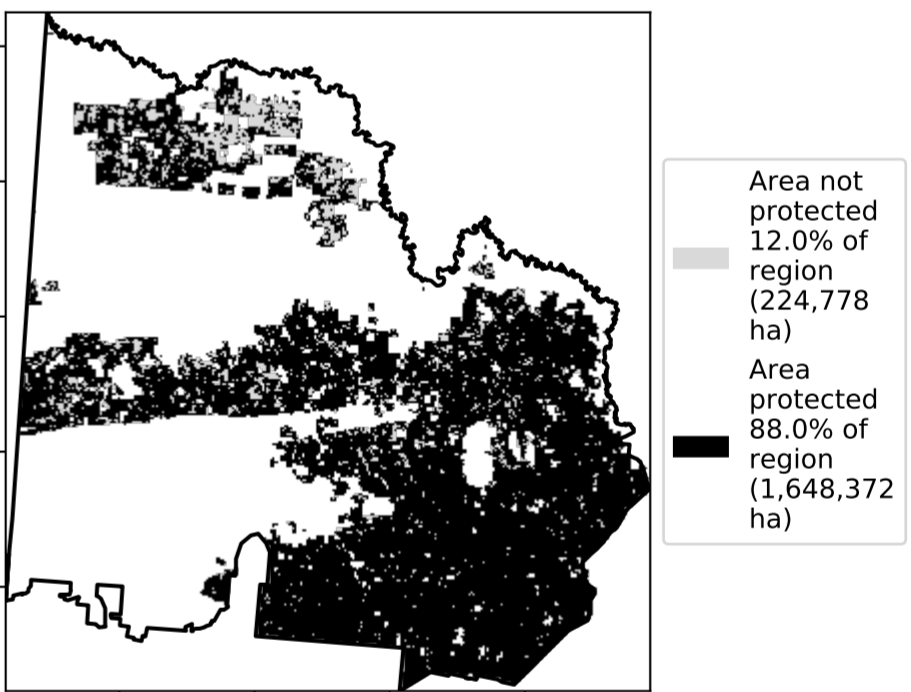 Area not
protected
12.0% of
region
(224,778
ha)
Area
protected
88.0% of
region
(1,648,372
ha)